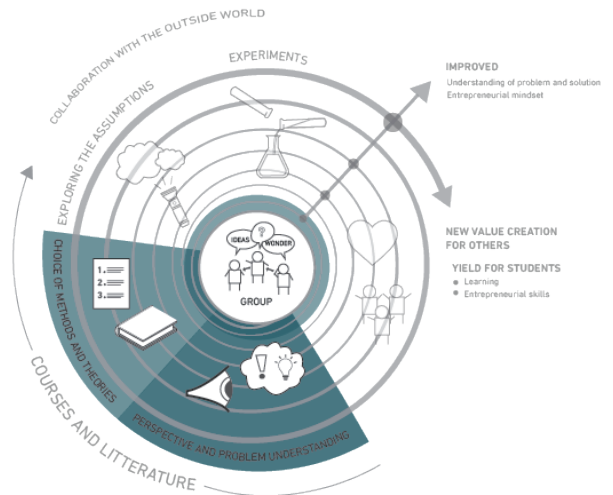 COLLABORATION WITH THE OUTSIDE WORLD
EXPERIMENTS
EXPLORING THE ASSUMPTIONS
IMPROVED
Understanding of problem and solution
Entrepreneurial mindset
?
IDEAS
WONDER
GROUP
NEW VALUE CREATION
FOR OTHERS
YIELD FOR STUDENTS
Learning
Entrepreneurial skills
CHOICE OF METHODS AND THEORIES
1.
2.
3.
!
PERSPECTIVE AND PROBLEM UNDERSTANDING
COURSES AND LITTERATURE